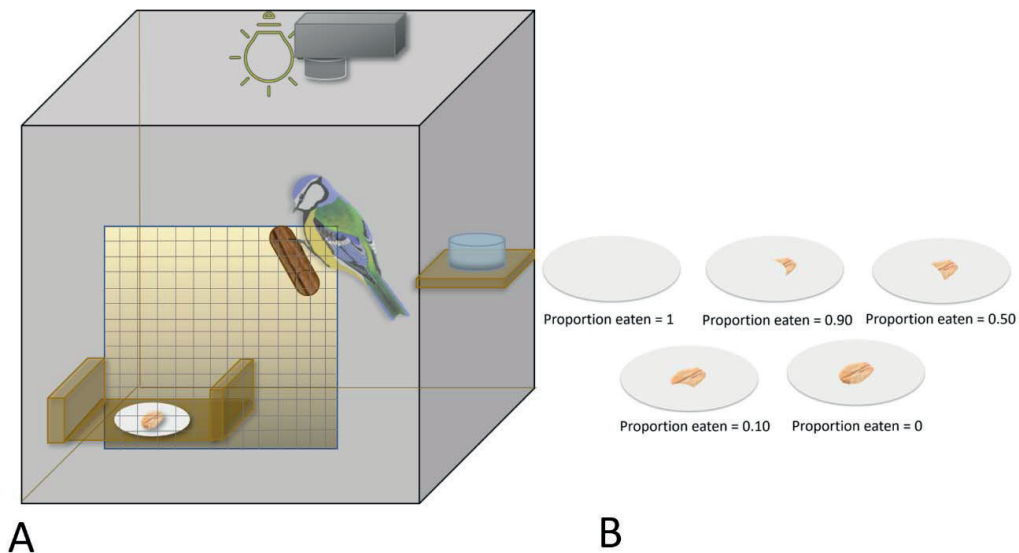 Proportion eaten = 1
Proportion eaten = 0.90
Proportion eaten = 0.50
Proportion eaten = 0.10
Proportion eaten = 0
A
B